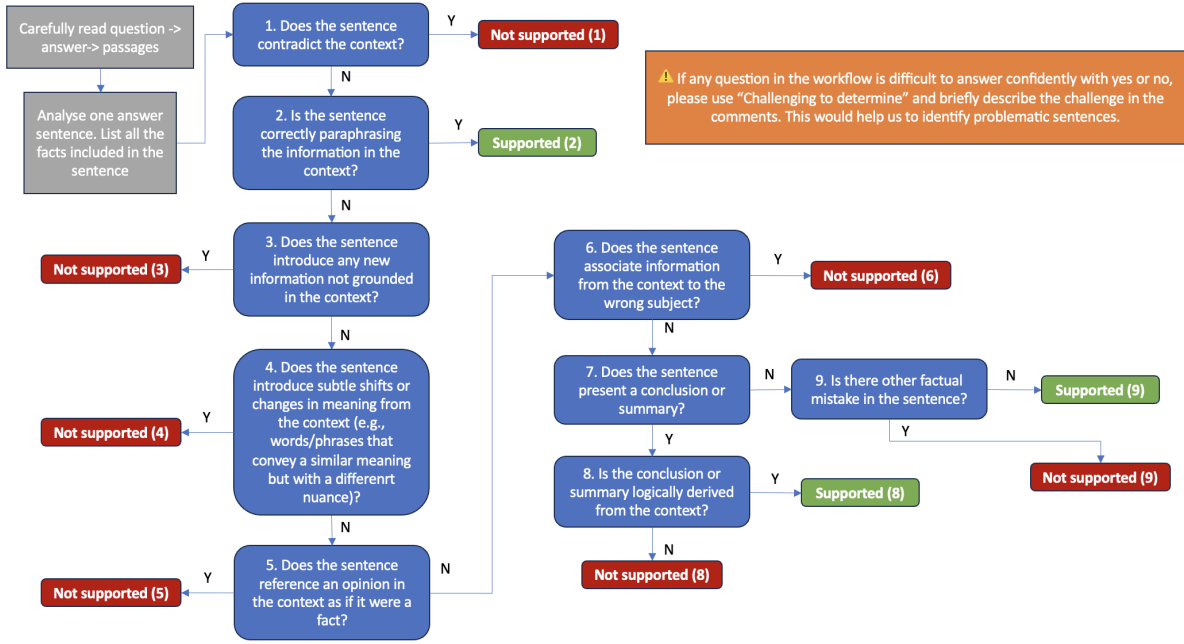 Carefully read question ->
answer-> passages
Analyse one answer
sentence. List all the
facts included in the
sentence
1. Does the sentence
contradict the context?
Y
Not supported (1)
N
2. Is the sentence
correctly paraphrasing
the information in the
context?
Y
Supported (2)
N
3. Does the sentence
introduce any new
information not grounded
in the context?
Y
Not supported (3)
N
4. Does the sentence
introduce subtle shifts or
changes in meaning from
the context (e.g.,
words/phrases that
convey a similar meaning
but with a differenrt
nuance)?
Y
Not supported (4)
N
5. Does the sentence
reference an opinion in
the context as if it were a
fact?
Y
Not supported (5)
N
⚠️ If any question in the workflow is difficult to answer confidently with yes or no,
please use “Challenging to determine” and briefly describe the challenge in the
comments. This would help us to identify problematic sentences.
6. Does the sentence
associate information
from the context to the
wrong subject?
Y
Not supported (6)
N
7. Does the sentence
present a conclusion or
summary?
N
9. Is there other factual
mistake in the sentence?
N
Supported (9)
Y
Not supported (9)
Y
8. Is the conclusion or
summary logically derived
from the context?
Y
Supported (8)
N
Not supported (8)